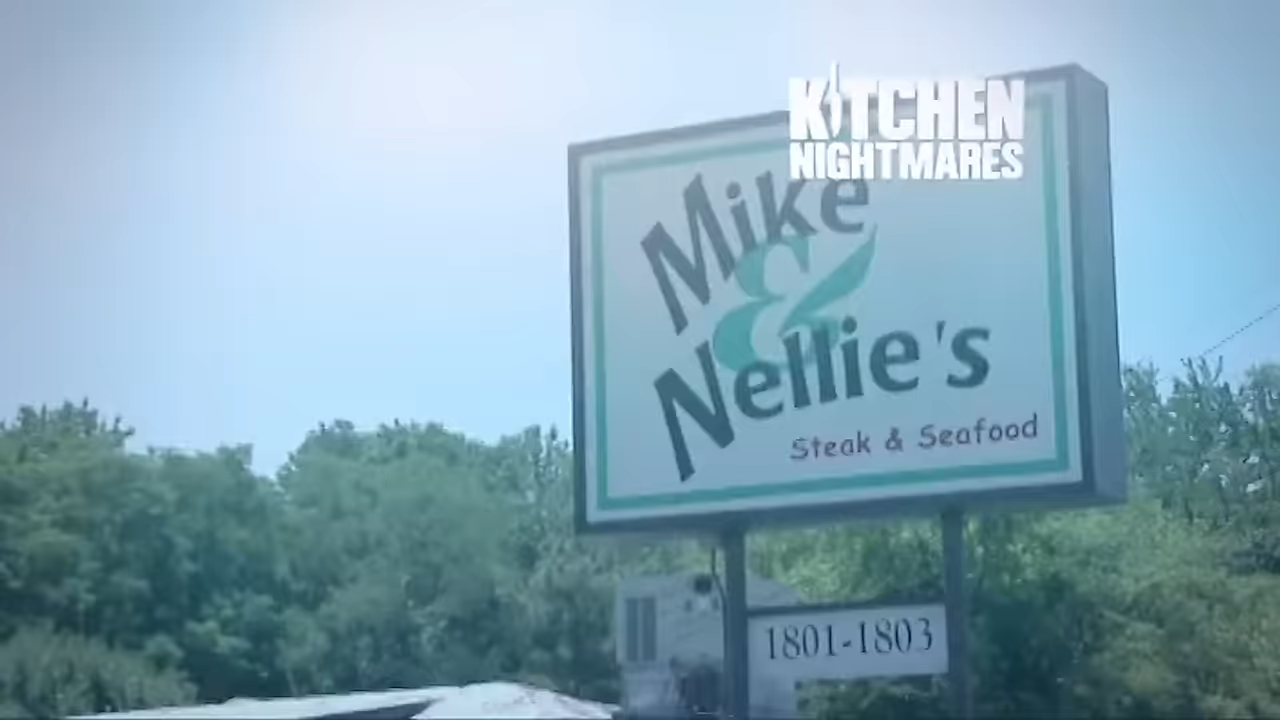 KITCHEN
NIGHTMARES
Mike
&
Nellie's
Steak & Seafood
1801-1803